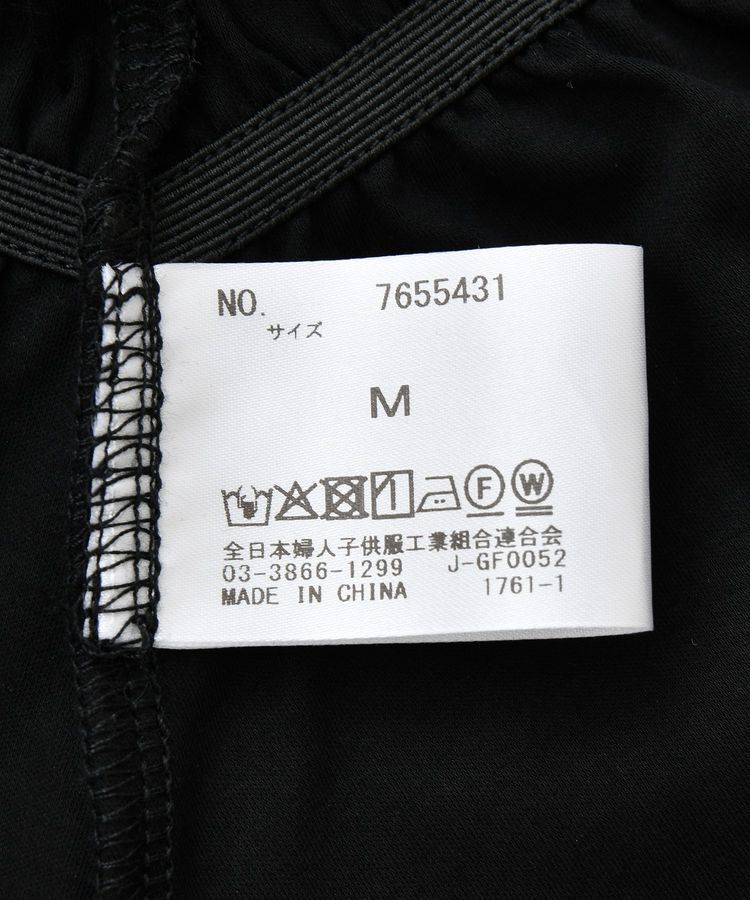 NO. 7655431
サイズ
M
F W
全日本婦人子供服工業組合連合会
03-3866-1299 J-GF0052
MADE IN CHINA 1761-1